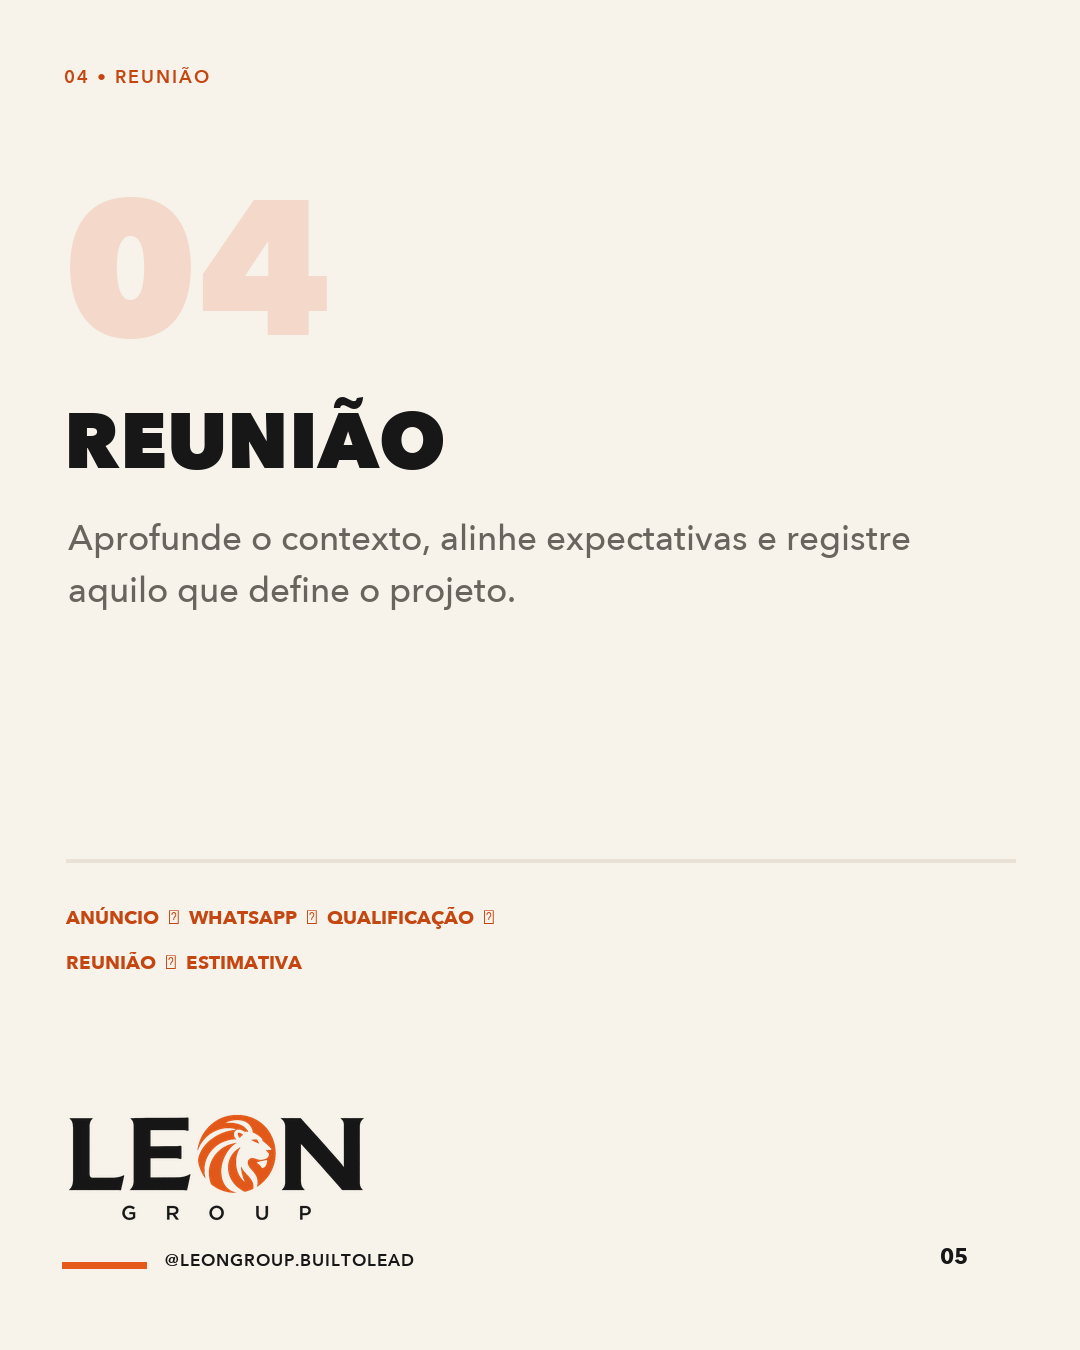 04 • REUNIÃO
04
REUNIÃO
Aprofunde o contexto, alinhe expectativas e registre
aquilo que define o projeto.
ANÚNCIO ⍰ WHATSAPP ⍰ QUALIFICAÇÃO ⍰
REUNIÃO ⍰ ESTIMATIVA
LEON
GROUP
@LEONGROUP.BUILTOLEAD
05